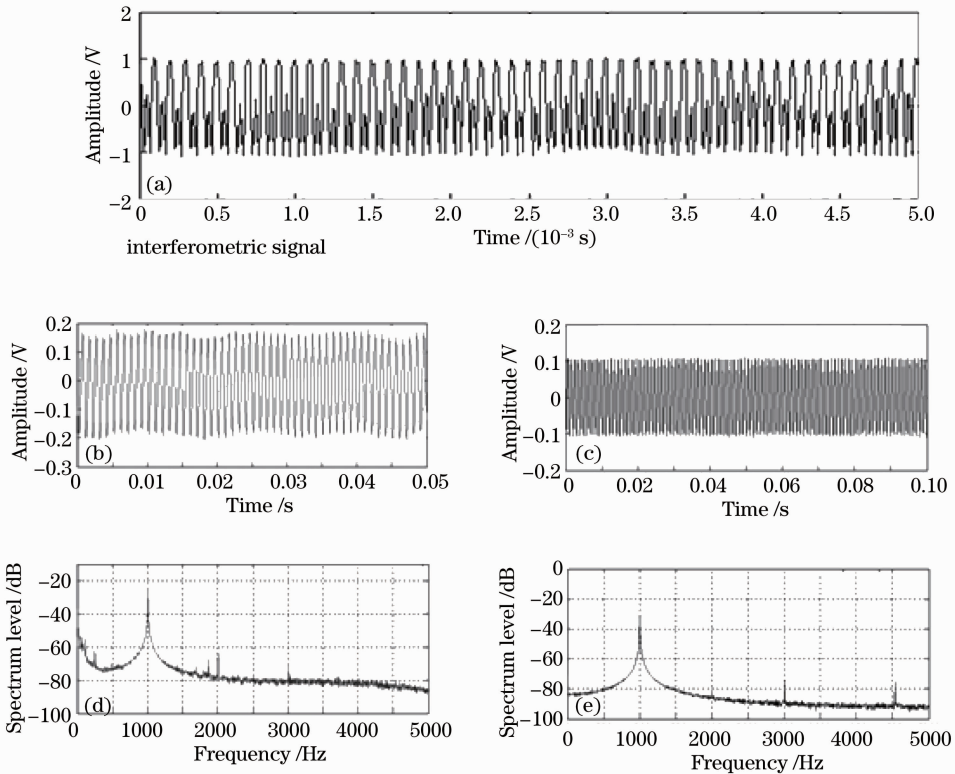 2
1
0
−1
−2
Amplitude /V
(a)
0 0.5 1.0 1.5 2.0 2.5 3.0 3.5 4.0 4.5 5.0
Time /(10⁻³ s)
interferometric signal
0.2
0.1
0
−0.1
−0.2
−0.3
Amplitude /V
(b)
0 0.01 0.02 0.03 0.04 0.05
Time /s
0.2
0.1
0
−0.1
−0.2
Amplitude /V
(c)
0 0.02 0.04 0.06 0.08 0.10
Time /s
−20
−40
−60
−80
−100
Spectrum level /dB
(d)
0 1000 2000 3000 4000 5000
Frequency /Hz
0
−20
−40
−60
−80
−100
Spectrum level /dB
(e)
0 1000 2000 3000 4000 5000
Frequency /Hz